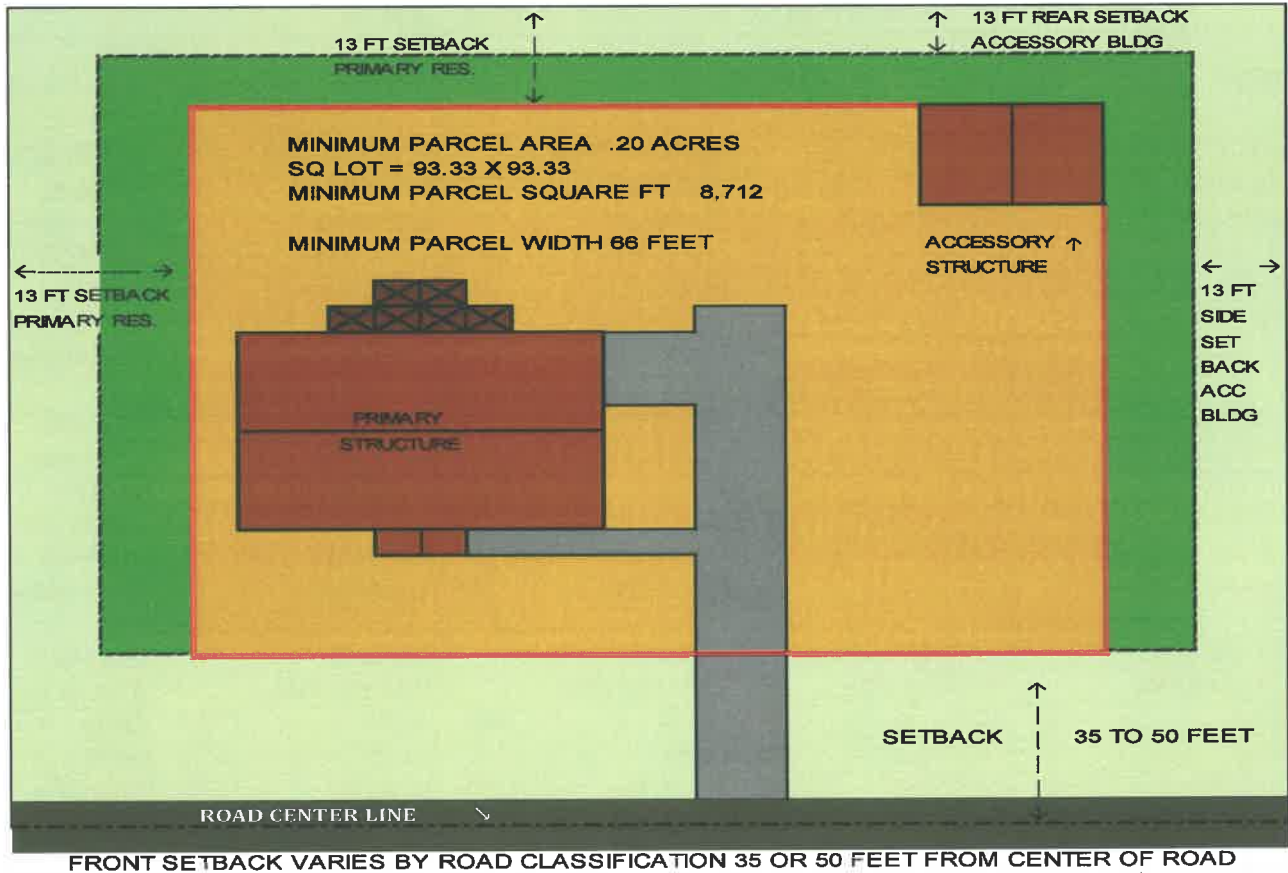 13 FT SETBACK
PRIMARY RES.
13 FT REAR SETBACK
ACCESSORY BLDG
MINIMUM PARCEL AREA .20 ACRES
SQ LOT = 93.33 X 93.33
MINIMUM PARCEL SQUARE FT 8,712
MINIMUM PARCEL WIDTH 66 FEET
ACCESSORY ↑
STRUCTURE
13 FT SETBACK
PRIMARY RES.
13 FT
SIDE
SET
BACK
ACC
BLDG
PRIMARY
STRUCTURE
SETBACK
35 TO 50 FEET
ROAD CENTER LINE
FRONT SETBACK VARIES BY ROAD CLASSIFICATION 35 OR 50 FEET FROM CENTER OF ROAD